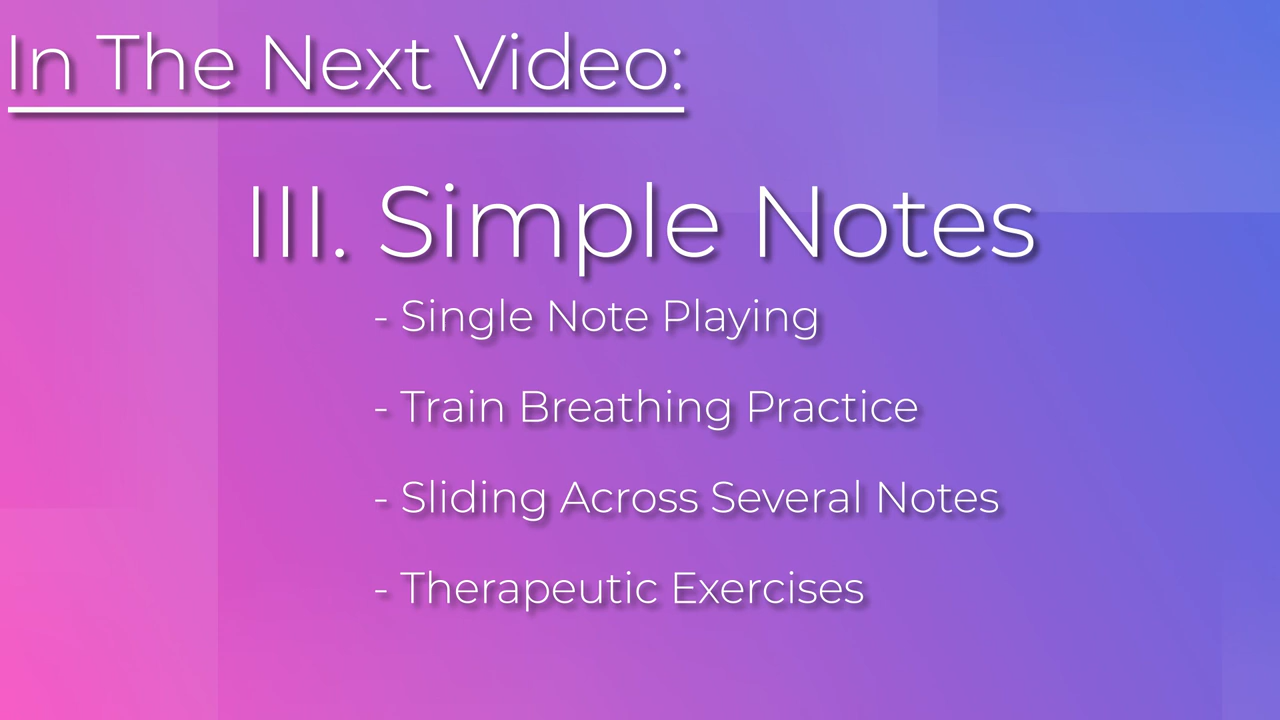 In The Next Video:
III. Simple Notes
- Single Note Playing
- Train Breathing Practice
- Sliding Across Several Notes
- Therapeutic Exercises